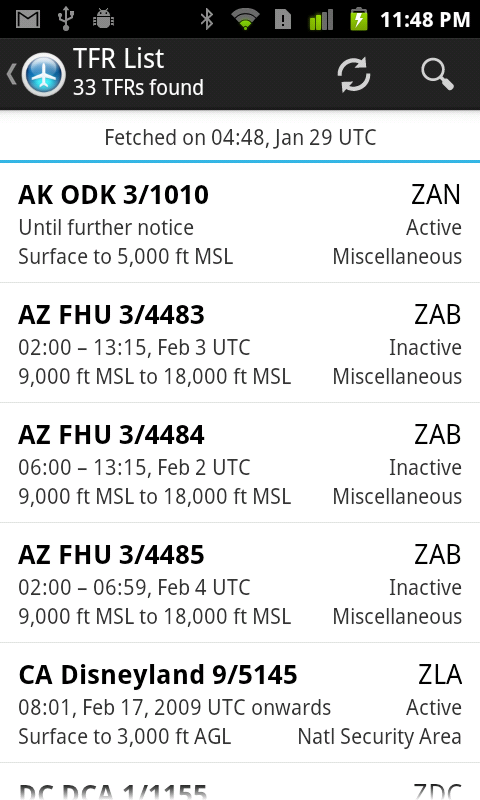 11:48 PM
TFR List
33 TFRs found
Fetched on 04:48, Jan 29 UTC
AK ODK 3/1010 ZAN
Until further notice Active
Surface to 5,000 ft MSL Miscellaneous
AZ FHU 3/4483 ZAB
02:00 – 13:15, Feb 3 UTC Inactive
9,000 ft MSL to 18,000 ft MSL Miscellaneous
AZ FHU 3/4484 ZAB
06:00 – 13:15, Feb 2 UTC Inactive
9,000 ft MSL to 18,000 ft MSL Miscellaneous
AZ FHU 3/4485 ZAB
02:00 – 06:59, Feb 4 UTC Inactive
9,000 ft MSL to 18,000 ft MSL Miscellaneous
CA Disneyland 9/5145 ZLA
08:01, Feb 17, 2009 UTC onwards Active
Surface to 3,000 ft AGL Natl Security Area
DC DCA 1/1155 ZDC